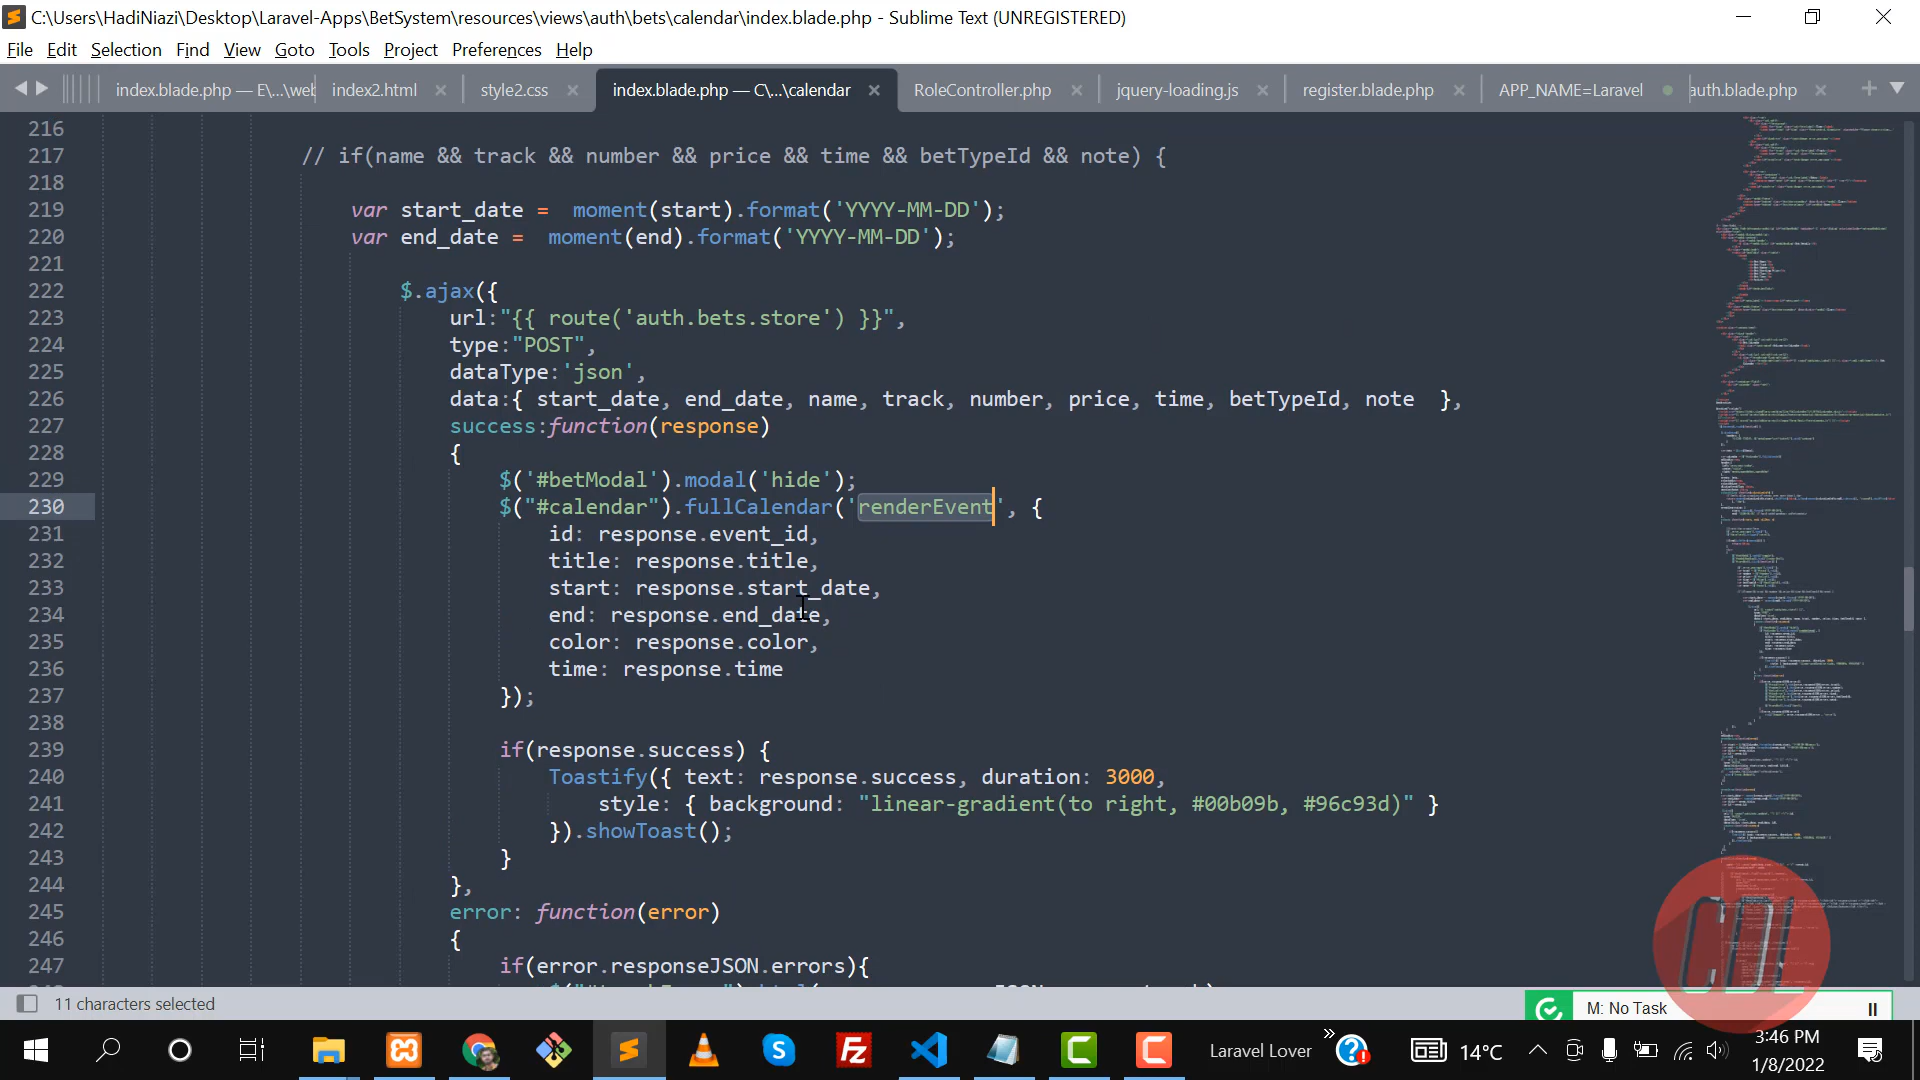 C:\Users\HadiNiazi\Desktop\Laravel-Apps\BetSystem\resources\views\auth\bets\calendar\index.blade.php - Sublime Text (UNREGISTERED)
File Edit Selection Find View Goto Tools Project Preferences Help
index.blade.php — E\...\web index2.html style2.css index.blade.php — C\...\calendar RoleController.php jquery-loading.js register.blade.php APP_NAME=Laravel auth.blade.php
216
217 // if(name && track && number && price && time && betTypeId && note) {
218
219 var start_date =  moment(start).format('YYYY-MM-DD');
220 var end_date =  moment(end).format('YYYY-MM-DD');
221
222 $.ajax({
223 url:"{{ route('auth.bets.store') }}",
224 type:"POST",
225 dataType:'json',
226 data:{ start_date, end_date, name, track, number, price, time, betTypeId, note  },
227 success:function(response)
228 {
229 $('#betModal').modal('hide');
230 $("#calendar").fullCalendar('renderEvent', {
231 id: response.event_id,
232 title: response.title,
233 start: response.start_date,
234 end: response.end_date,
235 color: response.color,
236 time: response.time
237 });
238
239 if(response.success) {
240 Toastify({ text: response.success, duration: 3000,
241 style: { background: "linear-gradient(to right, #00b09b, #96c93d)" }
242 }).showToast();
243 }
244 },
245 error: function(error)
246 {
247 if(error.responseJSON.errors){
11 characters selected
M: No Task
CDL
Laravel Lover
14°C
3:46 PM
1/8/2022